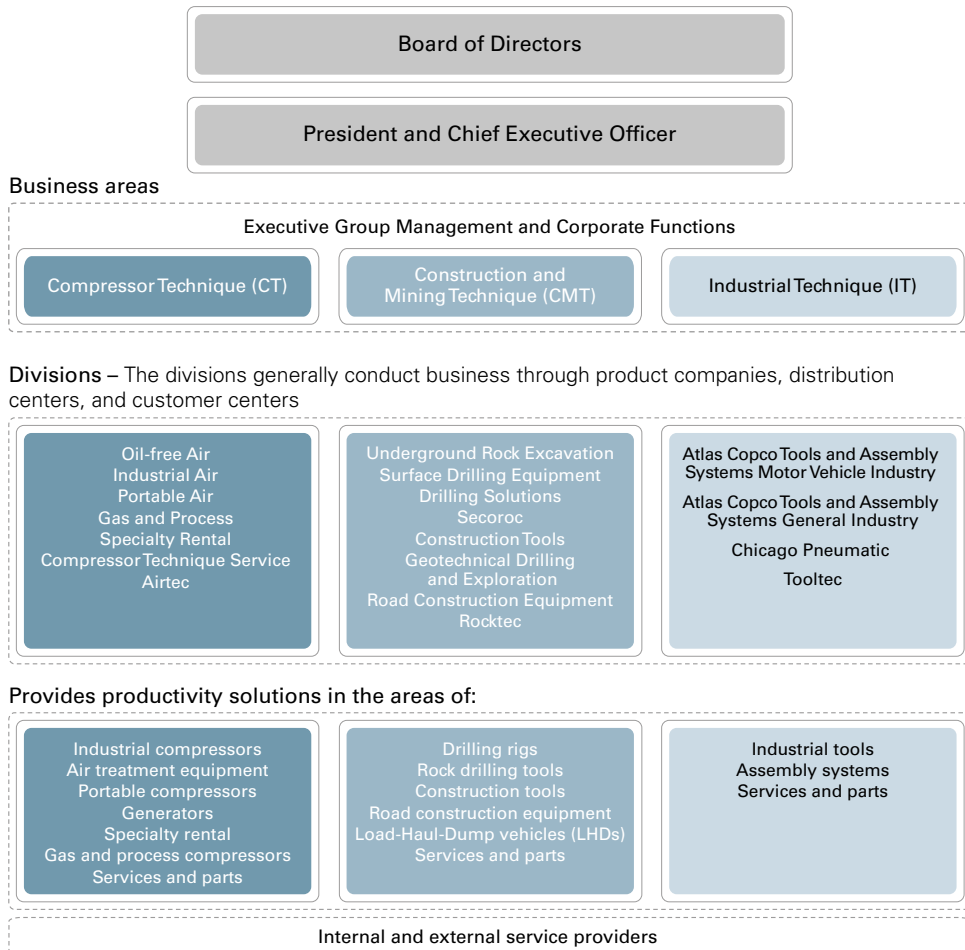 Board of Directors
President and Chief Executive Officer
Business areas
Executive Group Management and Corporate Functions
Compressor Technique (CT)
Construction and
Mining Technique (CMT)
Industrial Technique (IT)
Divisions – The divisions generally conduct business through product companies, distribution
centers, and customer centers
Oil-free Air
Industrial Air
Portable Air
Gas and Process
Specialty Rental
Compressor Technique Service
Airtec
Underground Rock Excavation
Surface Drilling Equipment
Drilling Solutions
Secoroc
Construction Tools
Geotechnical Drilling
and Exploration
Road Construction Equipment
Rocktec
Atlas Copco Tools and Assembly
Systems Motor Vehicle Industry
Atlas Copco Tools and Assembly
Systems General Industry
Chicago Pneumatic
Tooltec
Provides productivity solutions in the areas of:
Industrial compressors
Air treatment equipment
Portable compressors
Generators
Specialty rental
Gas and process compressors
Services and parts
Drilling rigs
Rock drilling tools
Construction tools
Road construction equipment
Load-Haul-Dump vehicles (LHDs)
Services and parts
Industrial tools
Assembly systems
Services and parts
Internal and external service providers